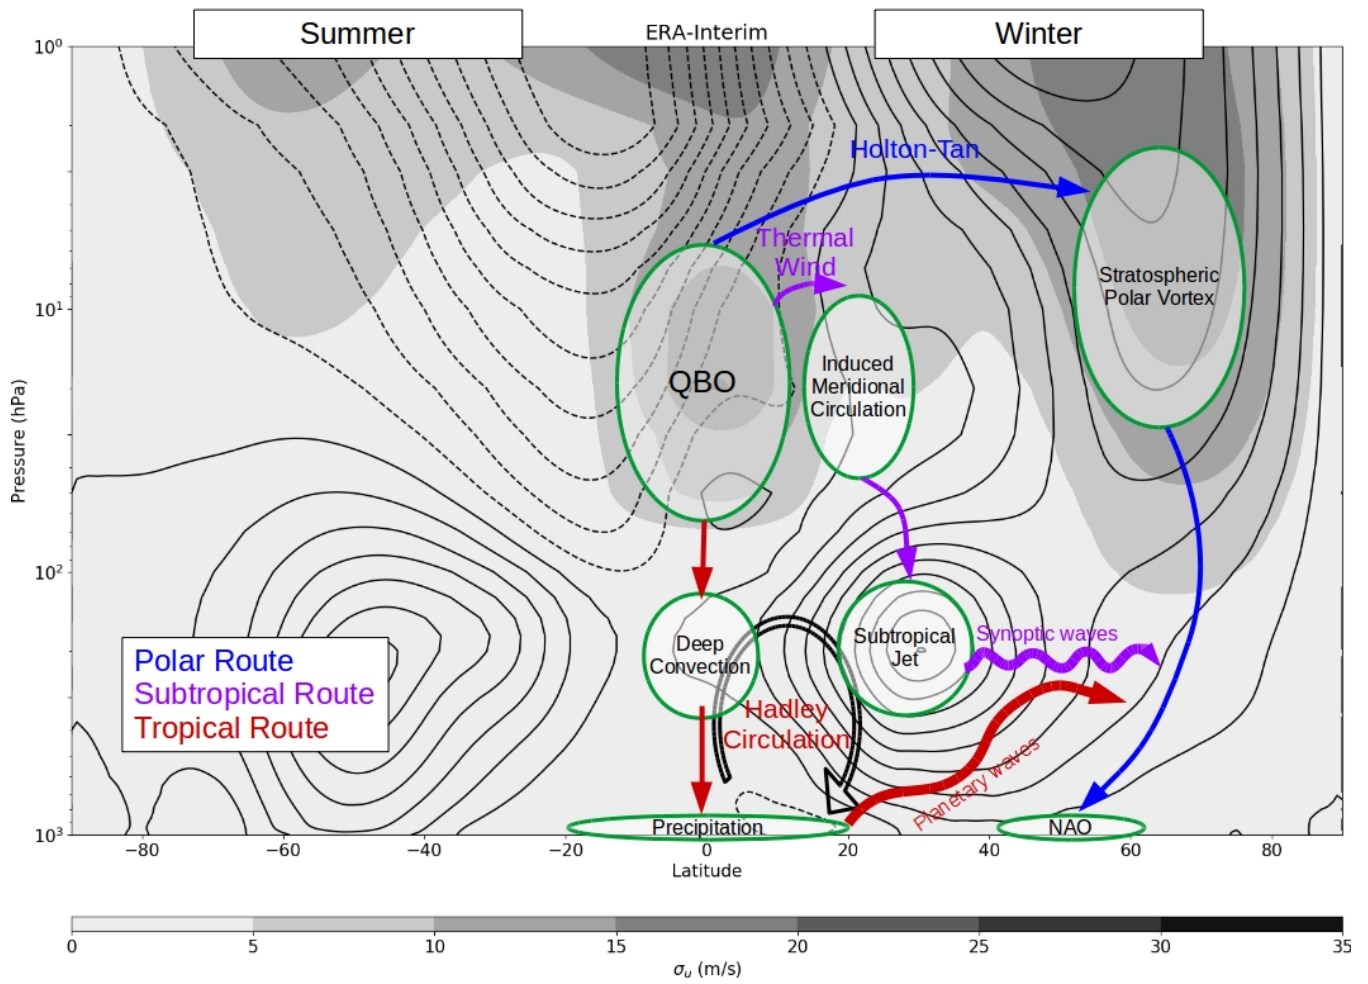 Summer
ERA-Interim
Winter
10⁰
10¹
10²
10³
Pressure (hPa)
Holton-Tan
Thermal
Wind
Stratospheric
Polar Vortex
QBO
Induced
Meridional
Circulation
Deep
Convection
Subtropical
Jet
Synoptic waves
Polar Route
Subtropical Route
Tropical Route
Hadley
Circulation
Planetary waves
Precipitation
NAO
−80 −60 −40 −20 0 20 40 60 80
Latitude
0 5 10 15 20 25 30 35
σu (m/s)